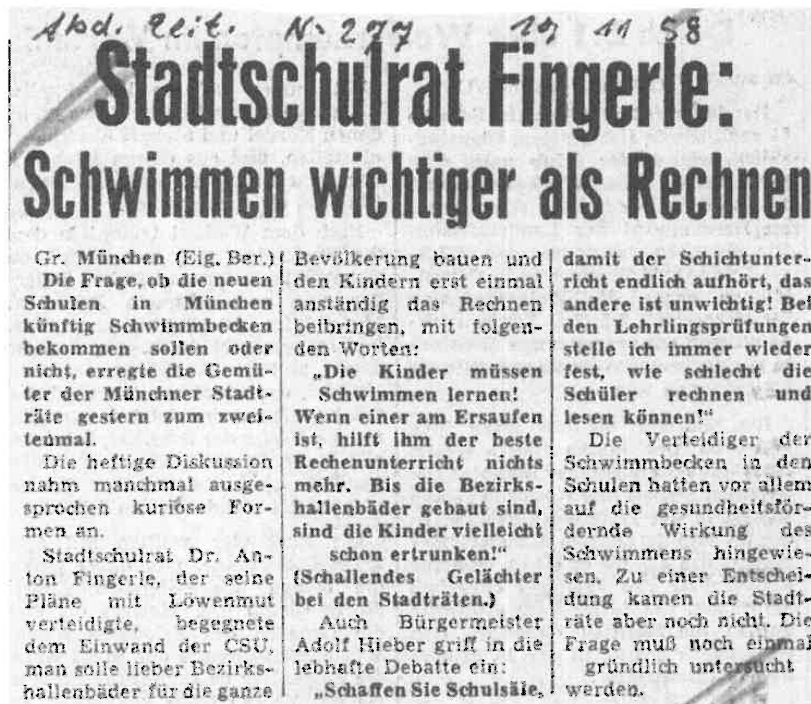 Abd. Zeit. N. 277 19 11 58
Stadtschulrat Fingerle:
Schwimmen wichtiger als Rechnen
Gr. München (Eig. Ber.)
Die Frage, ob die neuen
Schulen in München
künftig Schwimmbecken
bekommen sollen oder
nicht, erregte die Gemü-
ter der Münchner Stadt-
räte gestern zum zwei-
tenmal.
Die heftige Diskussion
nahm manchmal ausge-
sprochen kuriose For-
men an.
Stadtschulrat Dr. An-
ton Fingerle, der seine
Pläne mit Löwenmut
verteidigte, begegnete
dem Einwand der CSU,
man solle lieber Bezirks-
hallenbäder für die ganze
Bevölkerung bauen und
den Kindern erst einmal
anständig das Rechnen
beibringen, mit folgen-
den Worten:
„Die Kinder müssen
Schwimmen lernen!
Wenn einer am Ersaufen
ist, hilft ihm der beste
Rechenunterricht nichts
mehr. Bis die Bezirks-
hallenbäder gebaut sind,
sind die Kinder vielleicht
schon ertrunken!“
(Schallendes Gelächter
bei den Stadträten.)
Auch Bürgermeister
Adolf Hieber griff in die
lebhafte Debatte ein:
„Schaffen Sie Schulsäle,
damit der Schichtunter-
richt endlich aufhört, das
andere ist unwichtig! Bei
den Lehrlingsprüfungen
stelle ich immer wieder
fest, wie schlecht die
Schüler rechnen und
lesen können!“
Die Verteidiger der
Schwimmbecken in den
Schulen hatten vor allem
auf die gesundheitsför-
dernde Wirkung des
Schwimmens hingewie-
sen. Zu einer Entschei-
dung kamen die Stadt-
räte aber noch nicht. Die
Frage muß noch einmal
gründlich untersucht
werden.